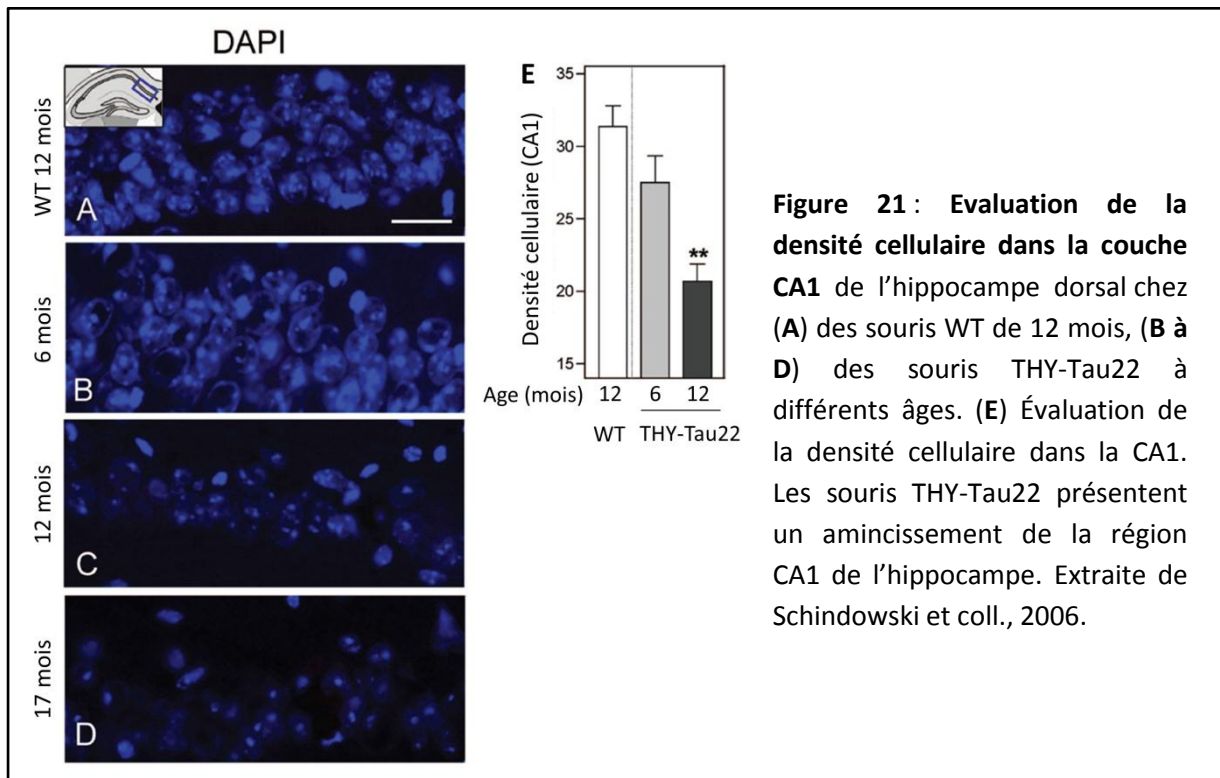 DAPI
WT 12 mois
A
6 mois
B
12 mois
C
17 mois
D
E
Densité cellulaire (CA1)
35
30
25
20
15
**
Age (mois) 12 6 12
WT THY-Tau22
Figure 21 : Evaluation de la
densité cellulaire dans la couche
CA1 de l’hippocampe dorsal chez
(A) des souris WT de 12 mois, (B à
D) des souris THY-Tau22 à
différents âges. (E) Évaluation de
la densité cellulaire dans la CA1.
Les souris THY-Tau22 présentent
un amincissement de la région
CA1 de l’hippocampe. Extraite de
Schindowski et coll., 2006.